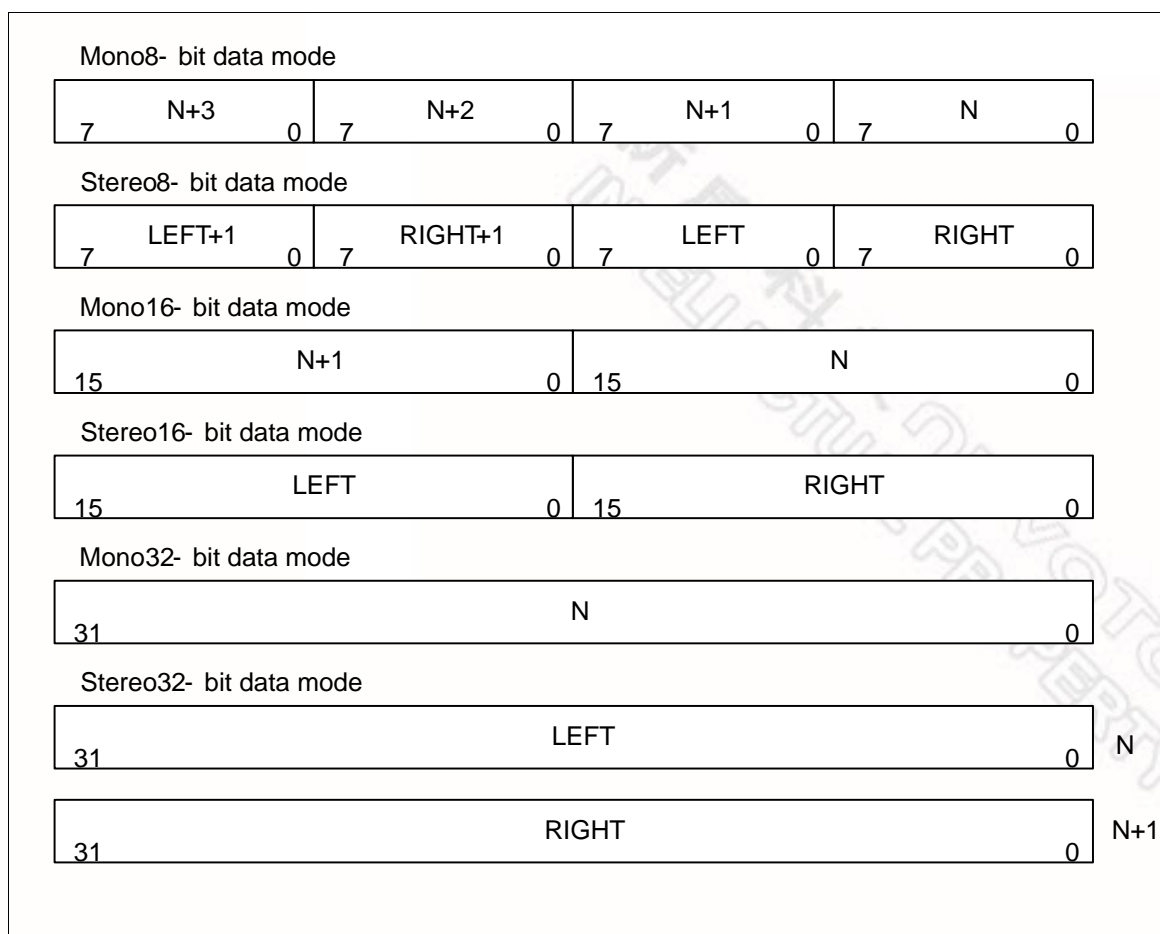 Mono8- bit data mode
N+3 N+2 N+1 N
7 0 7 0 7 0 7 0
Stereo8- bit data mode
LEFT+1 RIGHT+1 LEFT RIGHT
7 0 7 0 7 0 7 0
Mono16- bit data mode
N+1 N
15 0 15 0
Stereo16- bit data mode
LEFT RIGHT
15 0 15 0
Mono32- bit data mode
N
31 0
Stereo32- bit data mode
LEFT
31 0 N
RIGHT
31 0 N+1